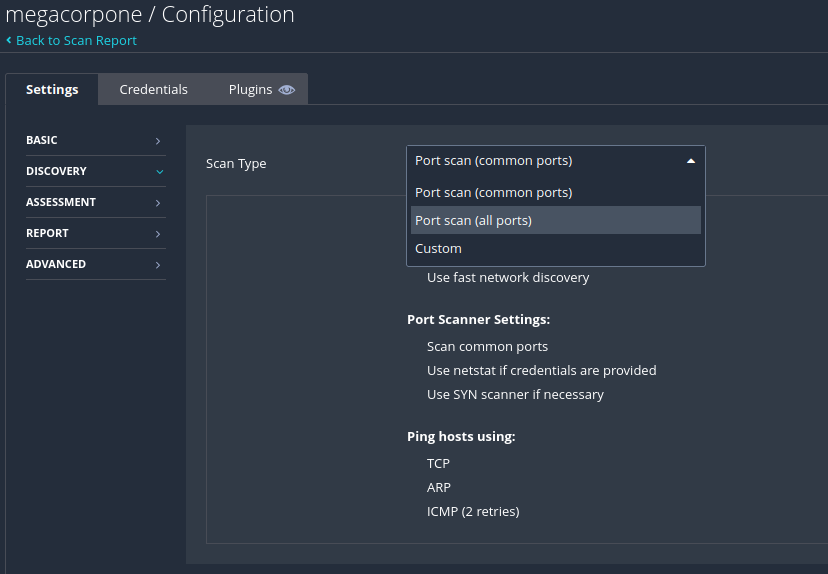 megacorpone / Configuration
Back to Scan Report
Settings Credentials Plugins
BASIC
DISCOVERY
ASSESSMENT
REPORT
ADVANCED
Scan Type
Port scan (common ports)
Port scan (common ports)
Port scan (all ports)
Custom
Use fast network discovery
Port Scanner Settings:
Scan common ports
Use netstat if credentials are provided
Use SYN scanner if necessary
Ping hosts using:
TCP
ARP
ICMP (2 retries)